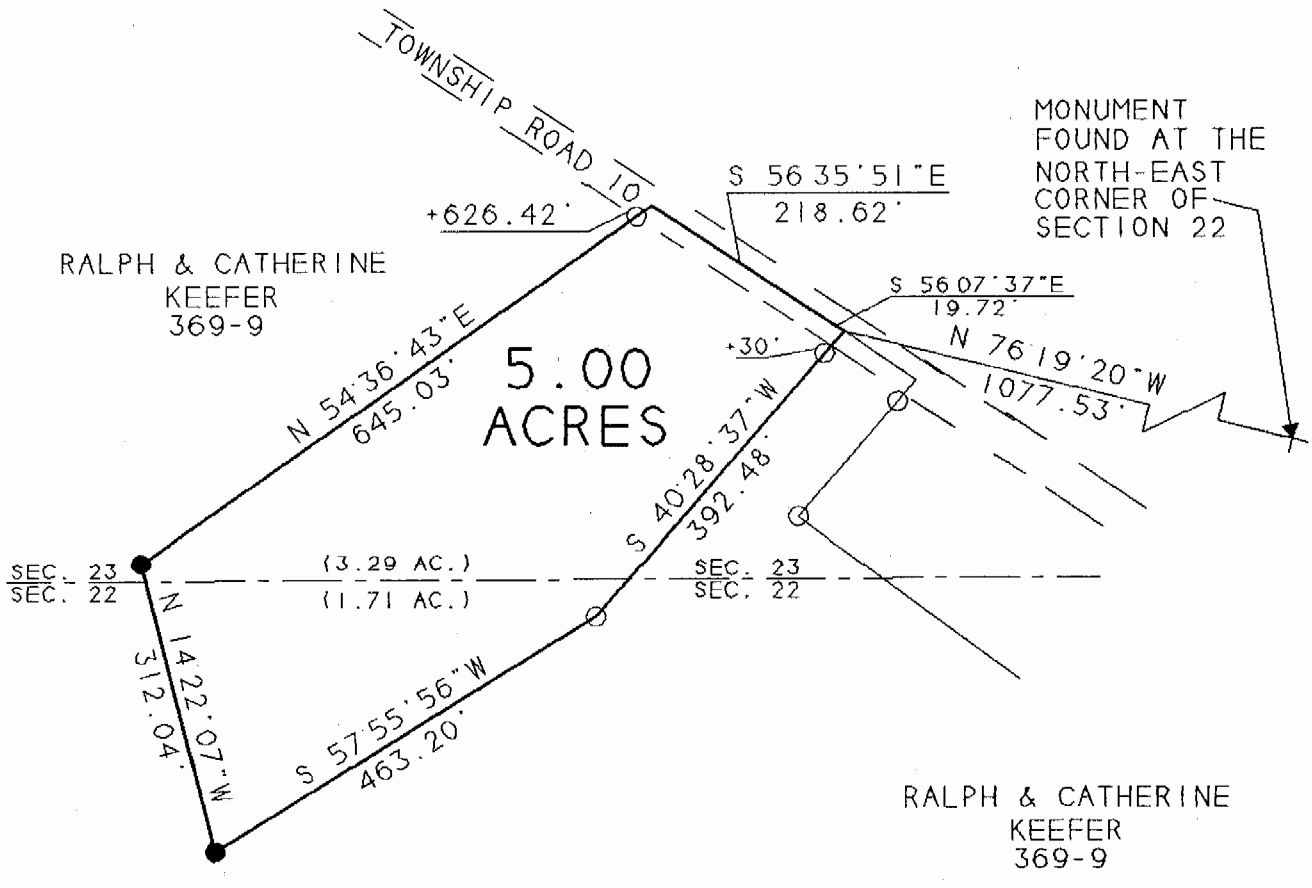 TOWNSHIP ROAD 10
MONUMENT
FOUND AT THE
NORTH-EAST
CORNER OF
SECTION 22
S 56 35'51"E
218.62'
+626.42'
RALPH & CATHERINE
KEEFER
369-9
S 56 07'37"E
19.72'
N 76 19'20"W
1077.53'
+30'
N 54°36'43"E
645.03'
5.00
ACRES
S 40°28'37"W
392.48'
SEC. 23
SEC. 22
(3.29 AC.)
(1.71 AC.)
SEC. 23
SEC. 22
N 14°22'07"W
312.04'
S 57°55'56"W
463.20'
RALPH & CATHERINE
KEEFER
369-9